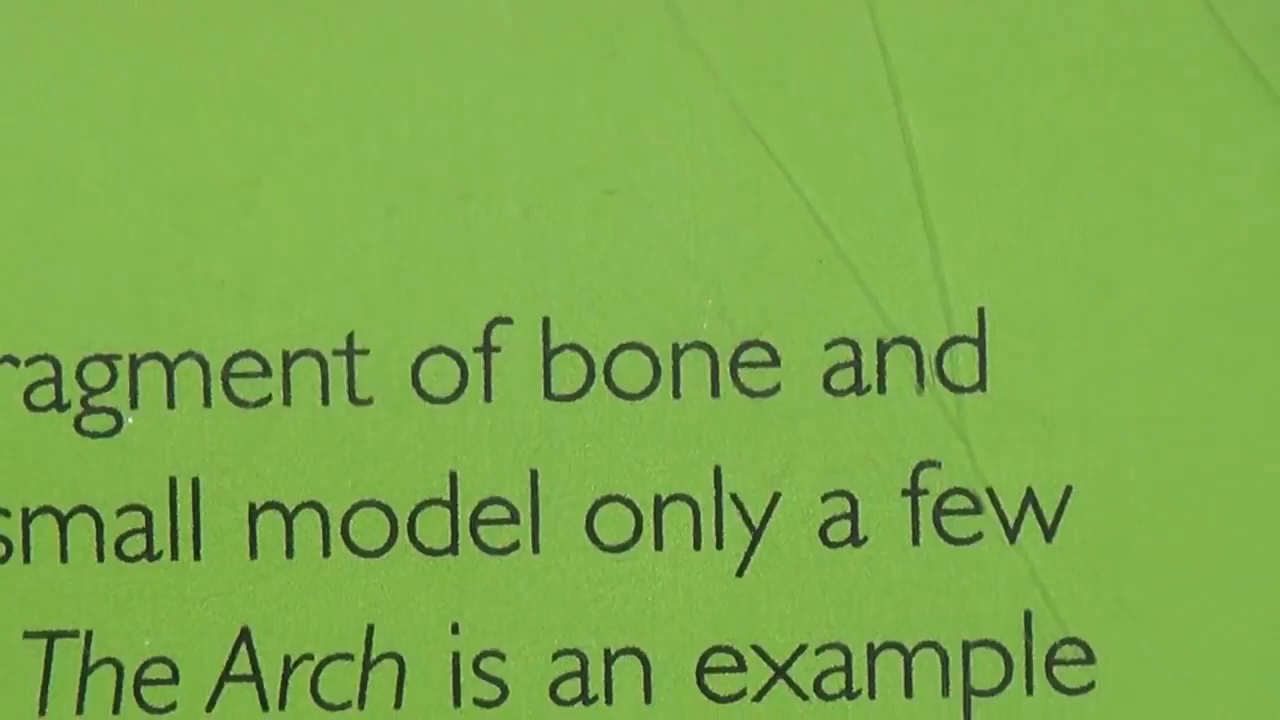 ragment of bone and
small model only a few
The Arch is an example